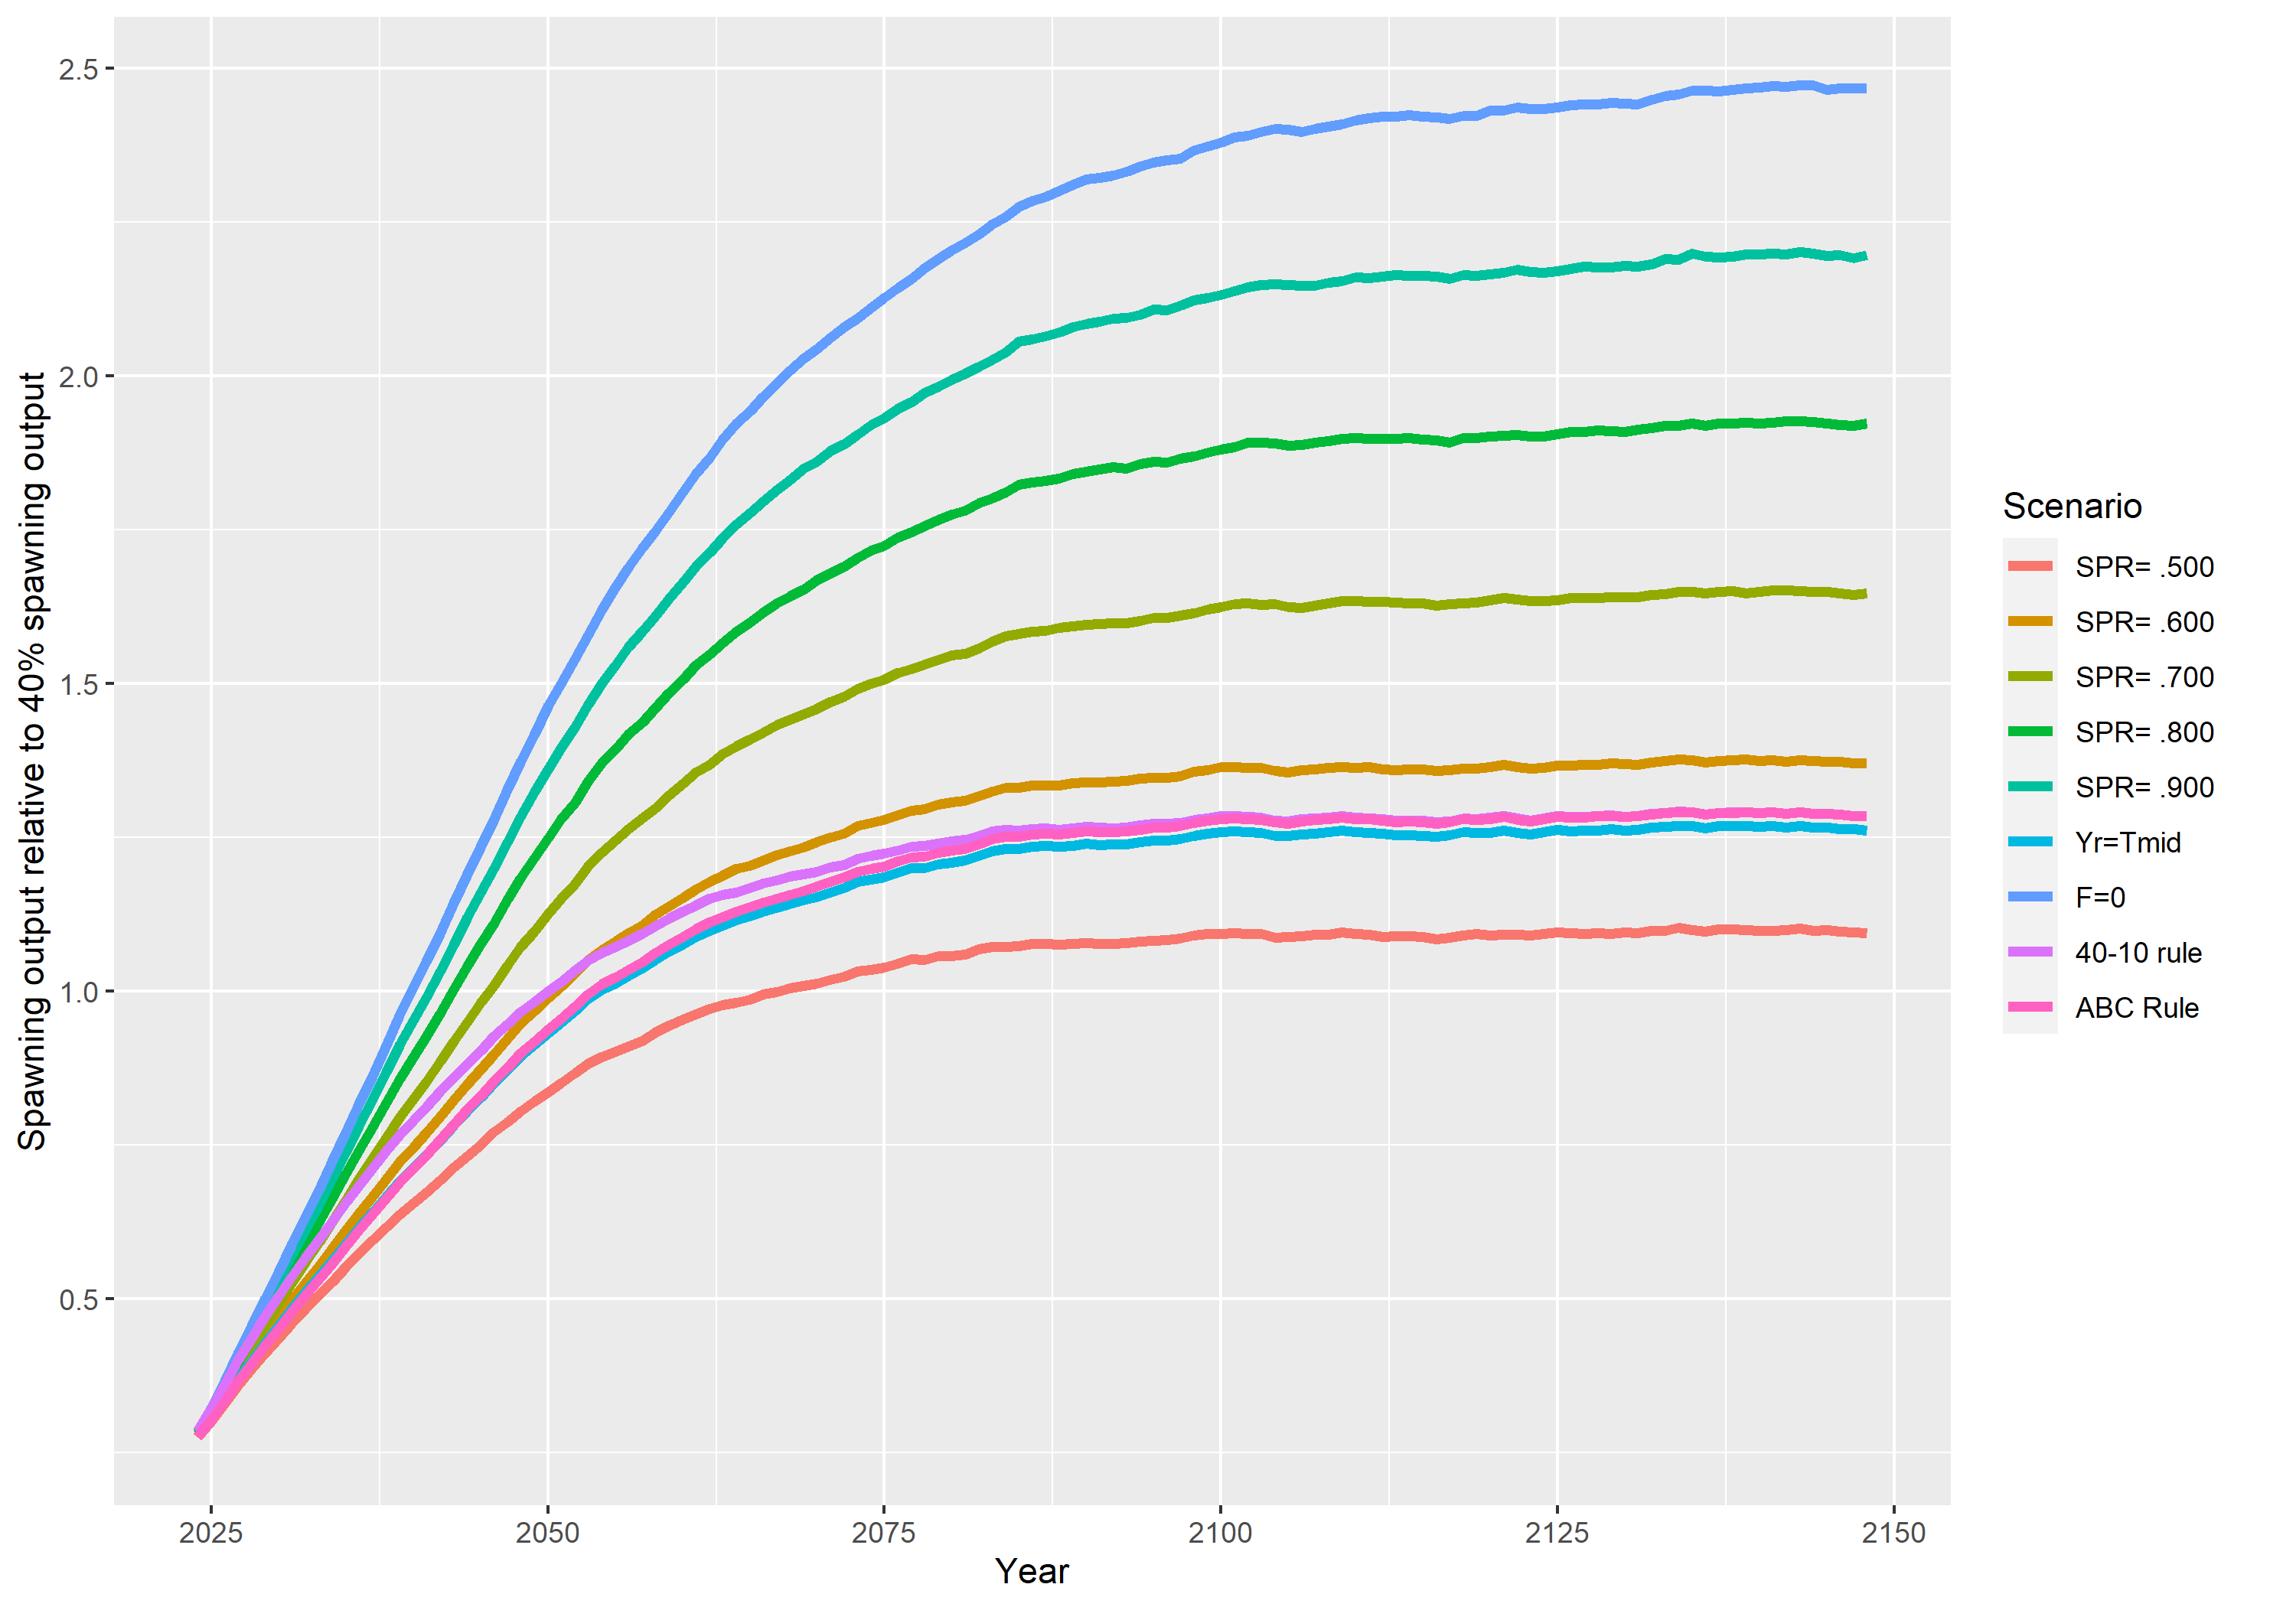 Spawning output relative to 40% spawning output
2.5
2.0
1.5
1.0
0.5
2025 2050 2075 2100 2125 2150
Year
Scenario
SPR= .500
SPR= .600
SPR= .700
SPR= .800
SPR= .900
Yr=Tmid
F=0
40-10 rule
ABC Rule